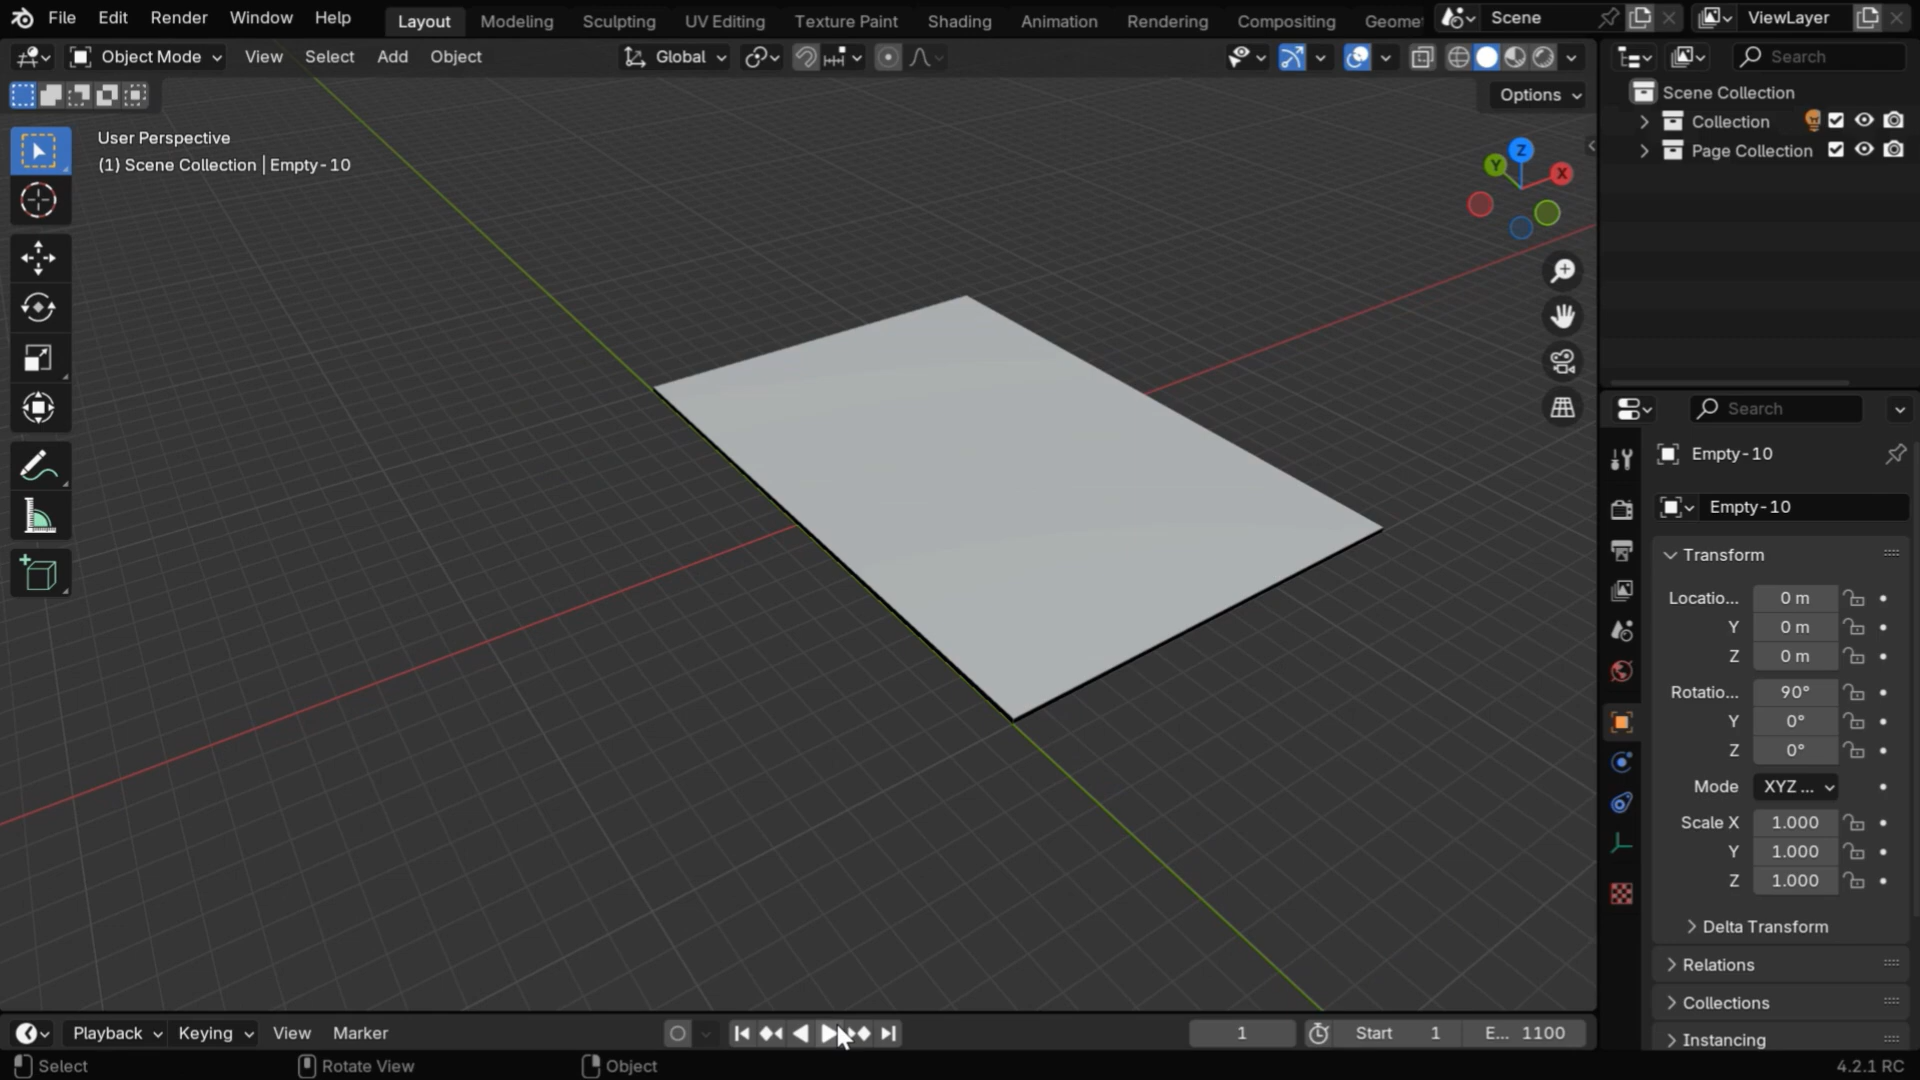 File Edit Render Window Help Layout Modeling Sculpting UV Editing Texture Paint Shading Animation Rendering Compositing Geome Scene ViewLayer
Object Mode View Select Add Object Global Search
Options
User Perspective
(1) Scene Collection | Empty-10
Z
Y
X
Scene Collection
Collection
Page Collection
Search
Empty-10
Empty-10
Transform
Locatio... 0 m
Y 0 m
Z 0 m
Rotatio... 90°
Y 0°
Z 0°
Mode XYZ ...
Scale X 1.000
Y 1.000
Z 1.000
Delta Transform
Relations
Collections
Instancing
Playback Keying View Marker 1 Start 1 E... 1100
Select Rotate View Object 4.2.1 RC